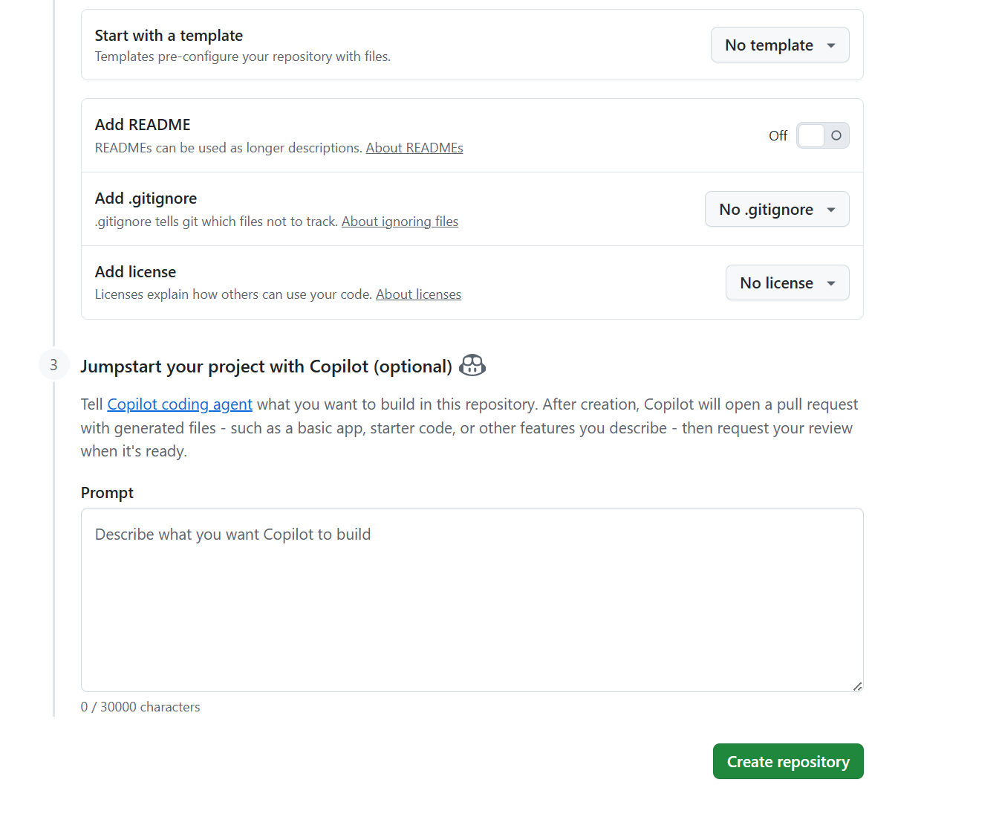 Start with a template
Templates pre-configure your repository with files.
No template
Add README
READMEs can be used as longer descriptions. About READMEs
Off
Add .gitignore
.gitignore tells git which files not to track. About ignoring files
No .gitignore
Add license
Licenses explain how others can use your code. About licenses
No license
3
Jumpstart your project with Copilot (optional)
Tell Copilot coding agent what you want to build in this repository. After creation, Copilot will open a pull request
with generated files - such as a basic app, starter code, or other features you describe - then request your review
when it's ready.
Prompt
Describe what you want Copilot to build
0 / 30000 characters
Create repository